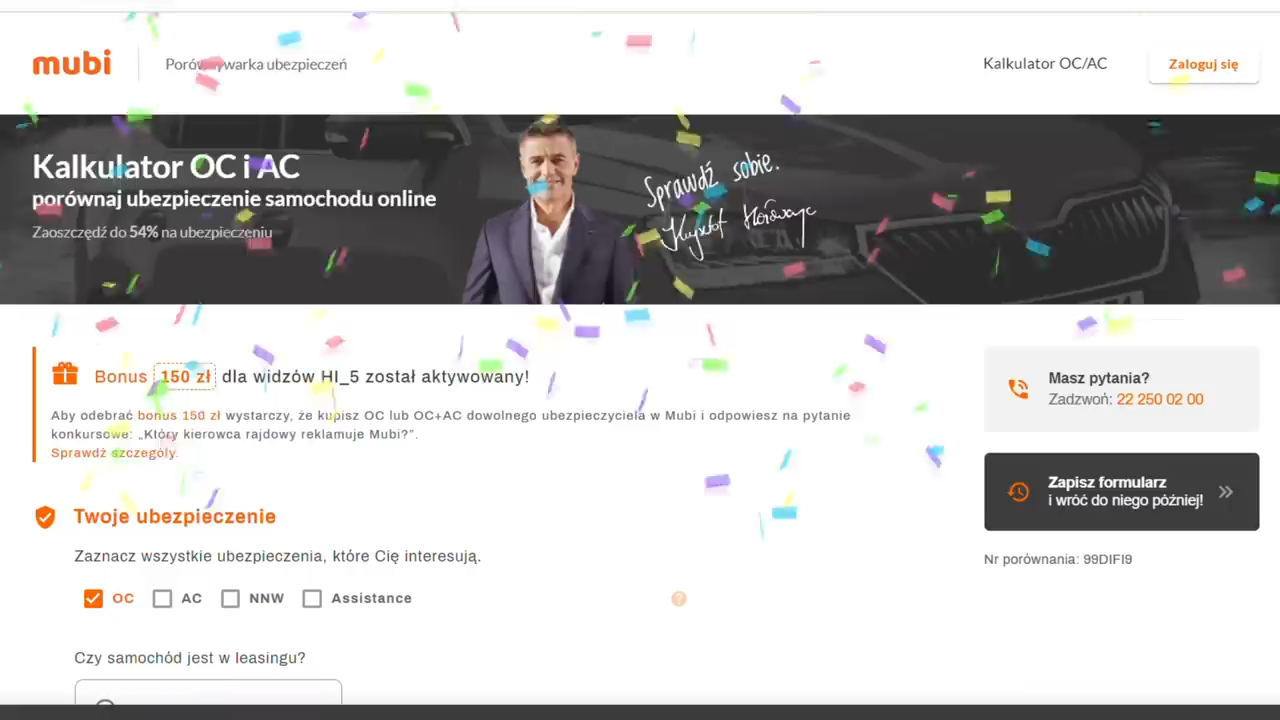 mubi
Porównywarka ubezpieczeń
Kalkulator OC/AC
Zaloguj się
Kalkulator OC i AC
porównaj ubezpieczenie samochodu online
Zaoszczędź do 54% na ubezpieczeniu
Sprawdź sobie.
Bonus 150 zł dla widzów HI_5 został aktywowany!
Aby odebrać bonus 150 zł wystarczy, że kupisz OC lub OC+AC dowolnego ubezpieczyciela w Mubi i odpowiesz na pytanie
konkursowe: „Który kierowca rajdowy reklamuje Mubi?”.
Sprawdź szczegóły.
Masz pytania?
Zadzwoń: 22 250 02 00
Zapisz formularz
i wróć do niego później!
Nr porównania: 99DIFI9
Twoje ubezpieczenie
Zaznacz wszystkie ubezpieczenia, które Cię interesują.
OC AC NNW Assistance
?
Czy samochód jest w leasingu?